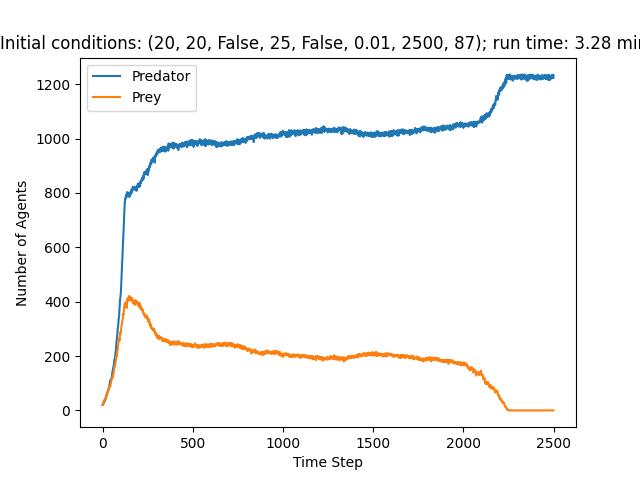 Initial conditions: (20, 20, False, 25, False, 0.01, 2500, 87); run time: 3.28 mi
Predator
Prey
1200
1000
800
600
400
200
0
Number of Agents
0 500 1000 1500 2000 2500
Time Step